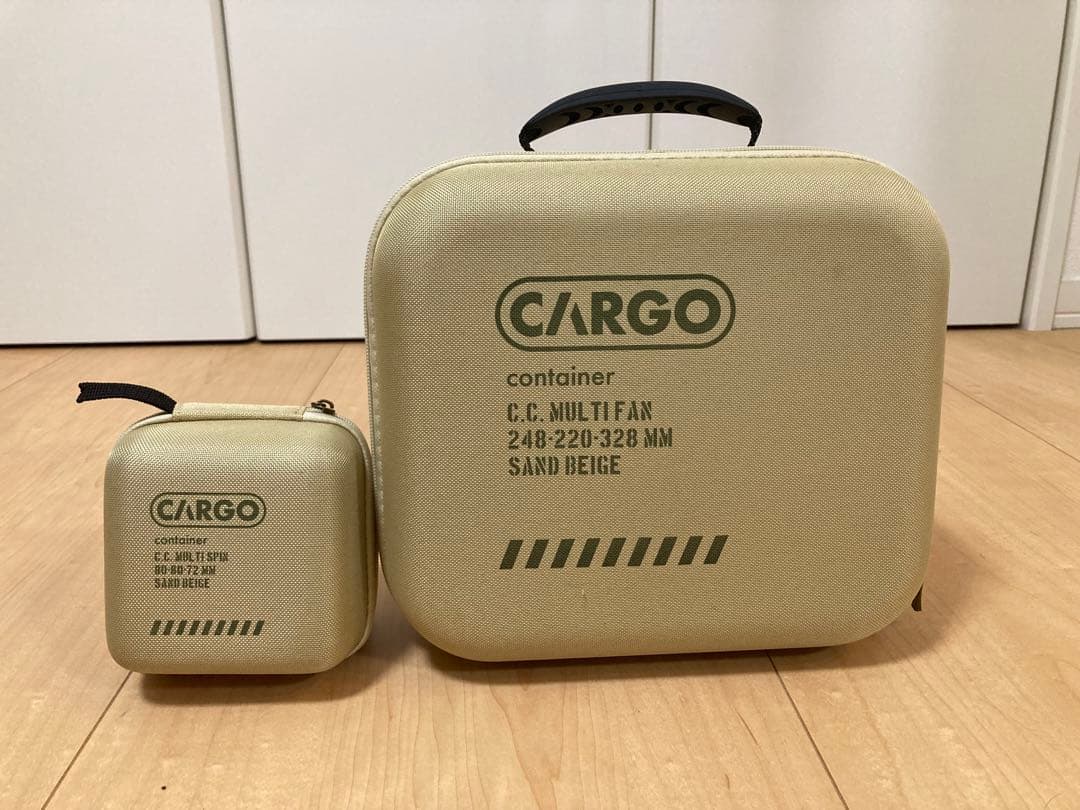 CARGO
container
C.C. MULTI FAN
248-220-328 MM
SAND BEIGE
CARGO
container
C.C. MULTI SPIN
80-80-72 MM
SAND BEIGE